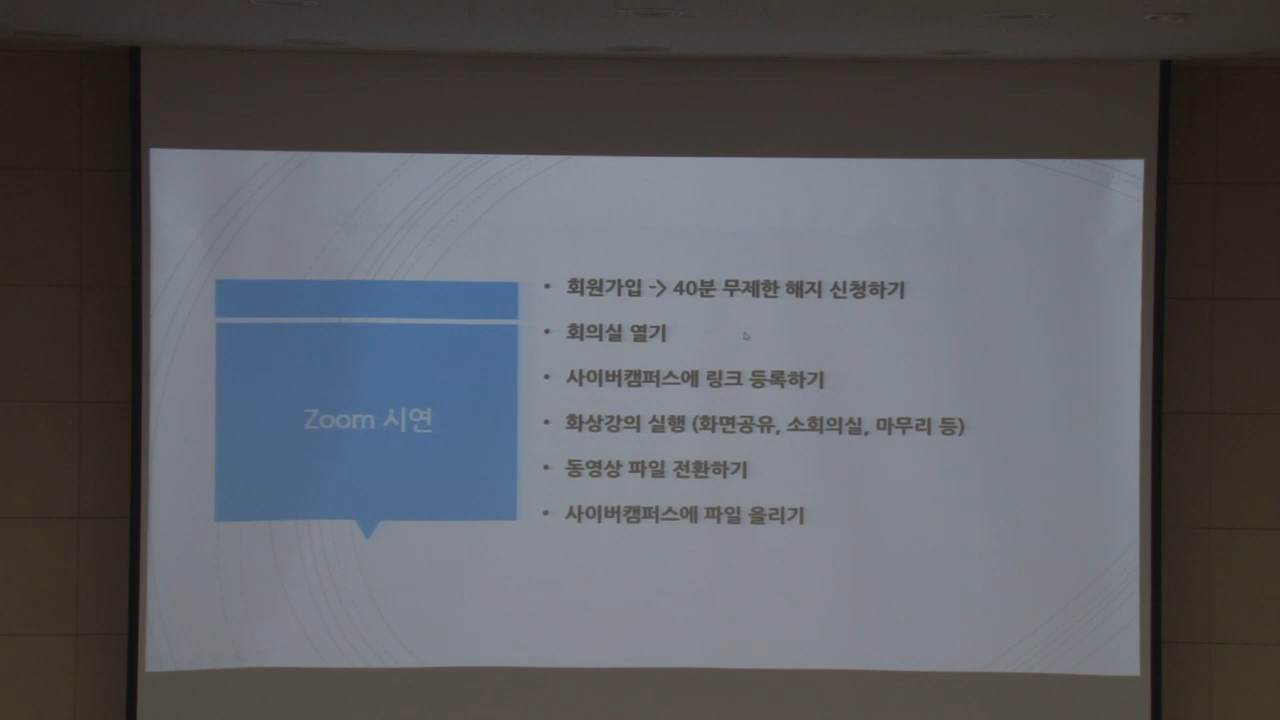 Zoom 시연
• 회원가입 -> 40분 무제한 해지 신청하기
• 회의실 열기
• 사이버캠퍼스에 링크 등록하기
• 화상강의 실행 (화면공유, 소회의실, 마무리 등)
• 동영상 파일 전환하기
• 사이버캠퍼스에 파일 올리기